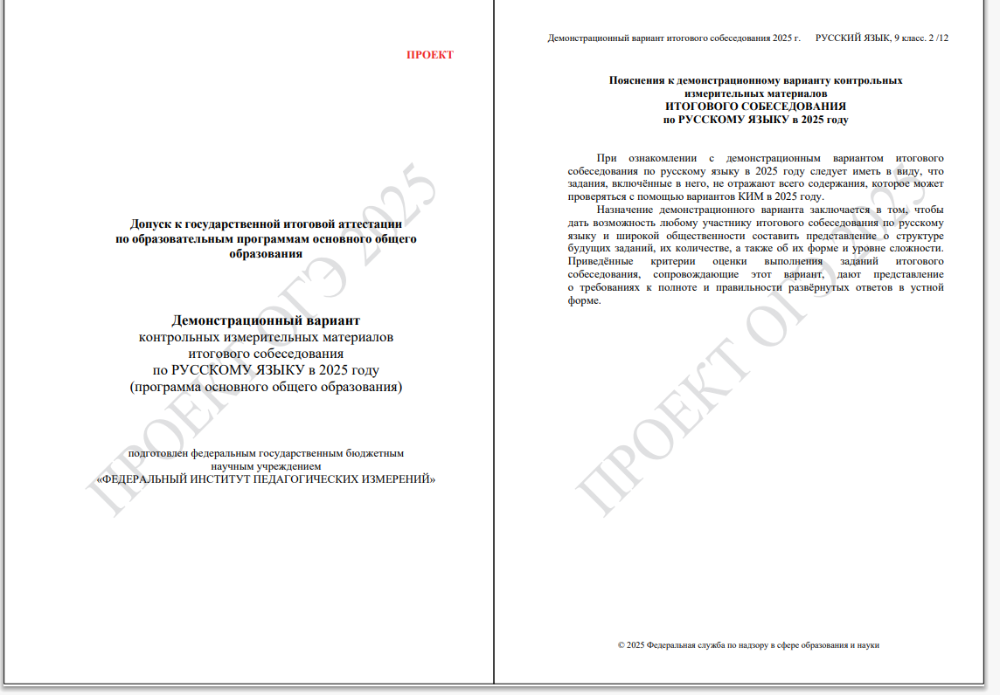 ПРОЕКТ
Допуск к государственной итоговой аттестации
по образовательным программам основного общего
образования
Демонстрационный вариант
контрольных измерительных материалов
итогового собеседования
по РУССКОМУ ЯЗЫКУ в 2025 году
(программа основного общего образования)
подготовлен федеральным государственным бюджетным
научным учреждением
«ФЕДЕРАЛЬНЫЙ ИНСТИТУТ ПЕДАГОГИЧЕСКИХ ИЗМЕРЕНИЙ»
ПРОЕКТ ОГЭ 2025
Демонстрационный вариант итогового собеседования 2025 г. РУССКИЙ ЯЗЫК, 9 класс. 2 /12
Пояснения к демонстрационному варианту контрольных
измерительных материалов
ИТОГОВОГО СОБЕСЕДОВАНИЯ
по РУССКОМУ ЯЗЫКУ в 2025 году
При ознакомлении с демонстрационным вариантом итогового
собеседования по русскому языку в 2025 году следует иметь в виду, что
задания, включённые в него, не отражают всего содержания, которое может
проверяться с помощью вариантов КИМ в 2025 году.
Назначение демонстрационного варианта заключается в том, чтобы
дать возможность любому участнику итогового собеседования по русскому
языку и широкой общественности составить представление о структуре
будущих заданий, их количестве, а также об их форме и уровне сложности.
Приведённые критерии оценки выполнения заданий итогового
собеседования, сопровождающие этот вариант, дают представление
о требованиях к полноте и правильности развёрнутых ответов в устной
форме.
ПРОЕКТ ОГЭ 2025
© 2025 Федеральная служба по надзору в сфере образования и науки